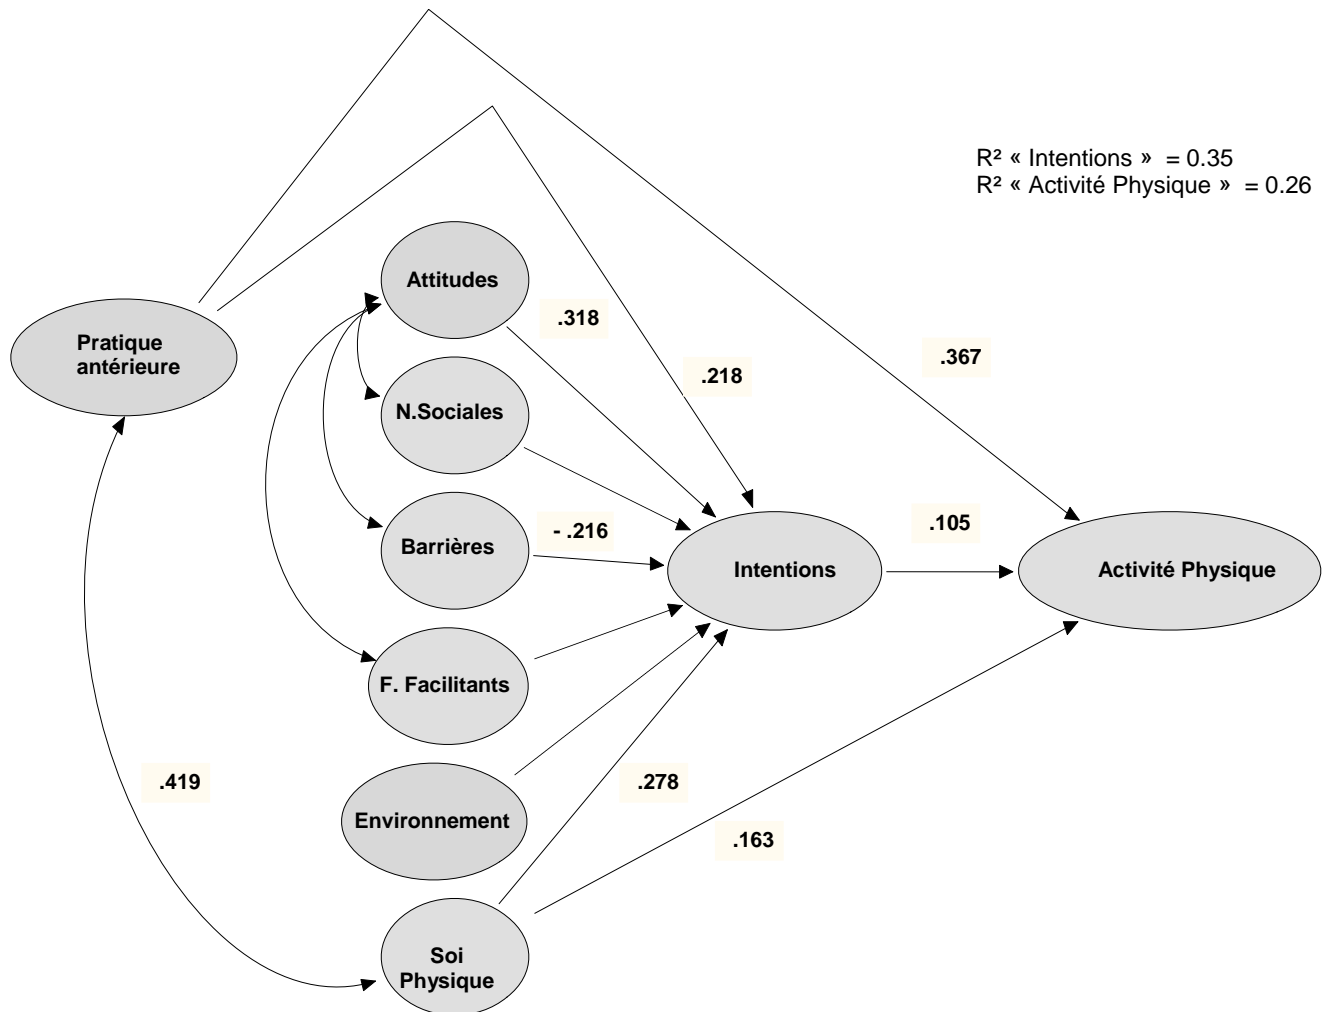 R² « Intentions » = 0.35
R² « Activité Physique » = 0.26
Attitudes
.318
Pratique
antérieure
.367
.218
N.Sociales
- .216
.105
Barrières
Intentions
Activité Physique
F. Facilitants
.419
.278
Environnement
.163
Soi
Physique